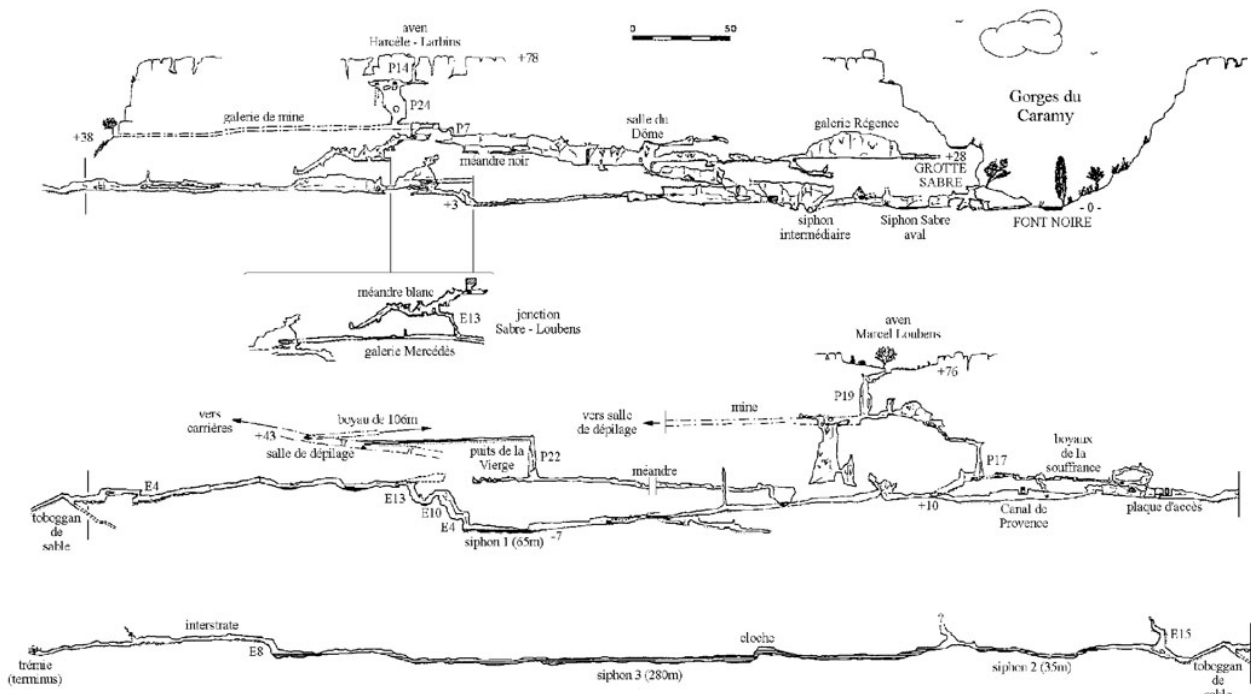 aven
Harcèle - Larbins
0
50
+78
P14
P24
galerie de mine
+38
P7
méandre noir
salle du
Dôme
galerie Régence
Gorges du
Caramy
+28
GROTTE
SABRE
+3
siphon
intermédiaire
Siphon Sabre
aval
FONT NOIRE
- 0 -
méandre blanc
E13
jonction
Sabre - Loubens
galerie Mercédès
aven
Marcel Loubens
+76
P19
vers
carrières
boyau de 106m
+43
salle de dépilage
puits de la
Vierge
P22
vers salle
de dépilage
mine
méandre
P17
boyaux
de la
souffrance
E4
E13
E10
E4
toboggan
de
sable
siphon 1 (65m)
-7
+10
Canal de
Provence
plaque d'accès
interstrate
E8
cloche
?
E15
trémie
(terminus)
siphon 3 (280m)
siphon 2 (35m)
toboggan
de
sable